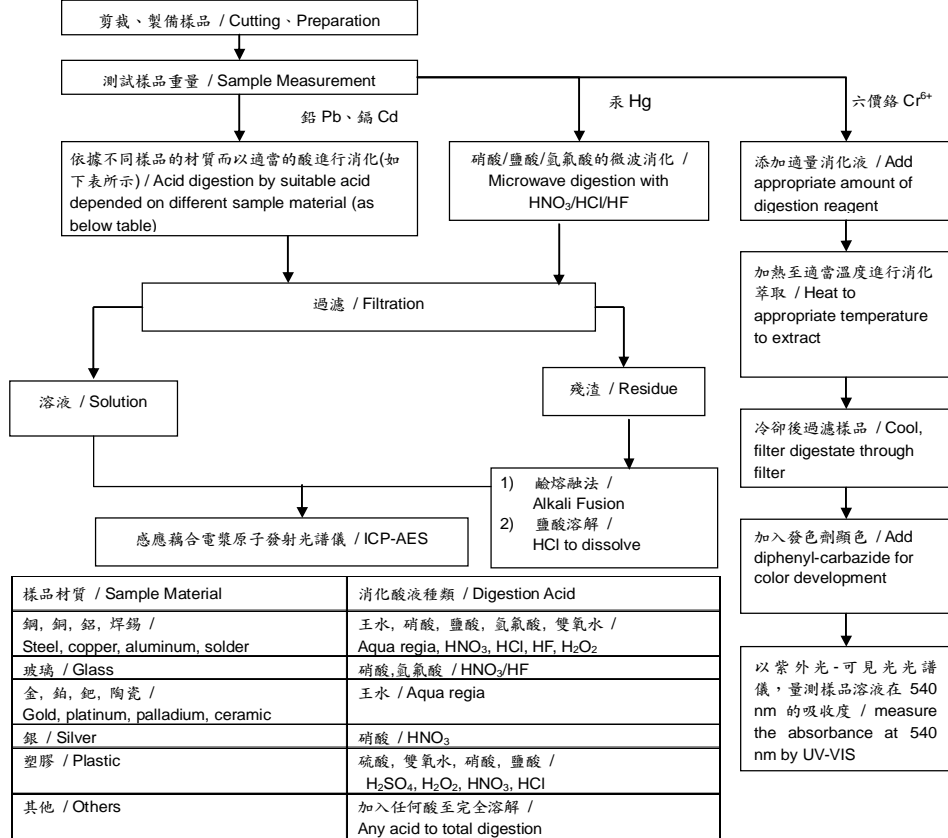 剪裁、製備樣品 / Cutting、Preparation
測試樣品重量 / Sample Measurement
鉛 Pb、鎘 Cd
汞 Hg
六價鉻 Cr⁶⁺
依據不同樣品的材質而以適當的酸進行消化(如
下表所示) / Acid digestion by suitable acid
depended on different sample material (as
below table)
硝酸/鹽酸/氫氟酸的微波消化 /
Microwave digestion with
HNO₃/HCl/HF
添加適量消化液 / Add
appropriate amount of
digestion reagent
過濾 / Filtration
加熱至適當溫度進行消化
萃取 / Heat to
appropriate temperature
to extract
溶液 / Solution
殘渣 / Residue
冷卻後過濾樣品 / Cool,
filter digestate through
filter
1) 鹼熔融法 /
Alkali Fusion
2) 鹽酸溶解 /
HCl to dissolve
感應耦合電漿原子發射光譜儀 / ICP-AES
加入發色劑顯色 / Add
diphenyl-carbazide for
color development
以紫外光-可見光光譜
儀，量測樣品溶液在 540
nm 的吸收度 / measure
the absorbance at 540
nm by UV-VIS
樣品材質 / Sample Material
消化酸液種類 / Digestion Acid
鋼, 銅, 鋁, 焊錫 /
Steel, copper, aluminum, solder
王水, 硝酸, 鹽酸, 氫氟酸, 雙氧水 /
Aqua regia, HNO₃, HCl, HF, H₂O₂
玻璃 / Glass
硝酸,氫氟酸 / HNO₃/HF
金, 鉑, 鈀, 陶瓷 /
Gold, platinum, palladium, ceramic
王水 / Aqua regia
銀 / Silver
硝酸 / HNO₃
塑膠 / Plastic
硫酸, 雙氧水, 硝酸, 鹽酸 /
H₂SO₄, H₂O₂, HNO₃, HCl
其他 / Others
加入任何酸至完全溶解 /
Any acid to total digestion